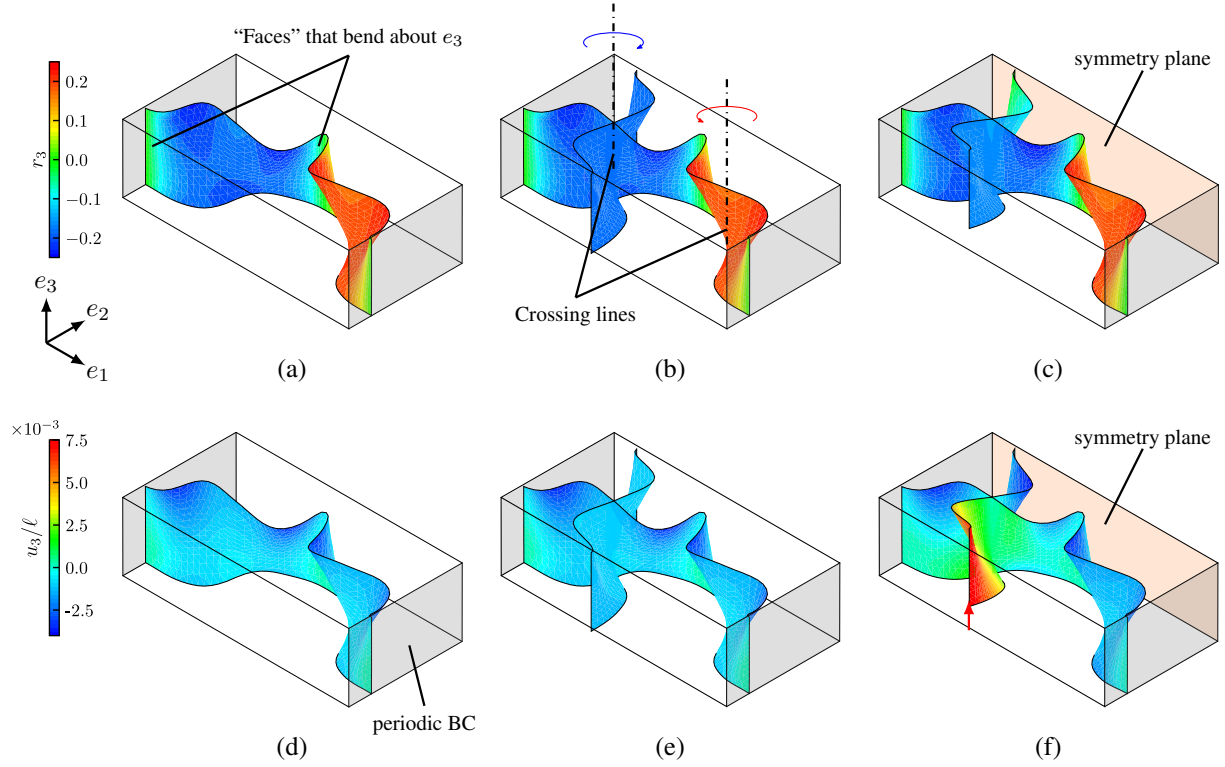 “Faces” that bend about e₃
symmetry plane
r₃
0.2
0.1
0.0
−0.1
−0.2
Crossing lines
e₃
e₂
e₁
(a)
(b)
(c)
×10⁻³
symmetry plane
u₃/ℓ
7.5
5.0
2.5
0.0
-2.5
periodic BC
(d)
(e)
(f)